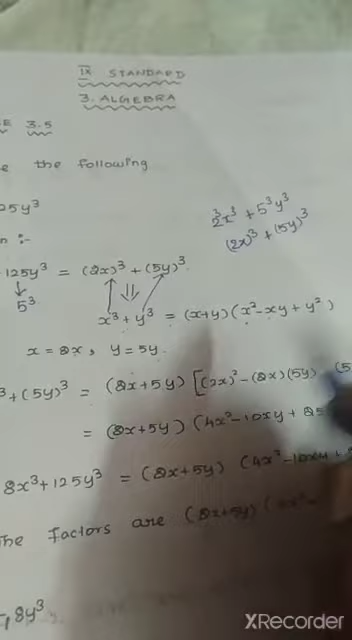 IX STANDARD
3. ALGEBRA
3.5
the following
2³x³ + 5³y³
(2x)³ + (5y)³
25y³
:-
125y³ = (2x)³ + (5y)³
5³
x³ + y³ = (x+y) (x² - xy + y²)
x = 2x, y = 5y
³ + (5y)³ = (2x + 5y) [(2x)² - (2x) (5y)
= (2x + 5y) (4x² - 10xy +
8x³ + 125y³ = (2x + 5y) (4x² - 10xy +
The factors are (2x + 5y)
8y³
XRecorder